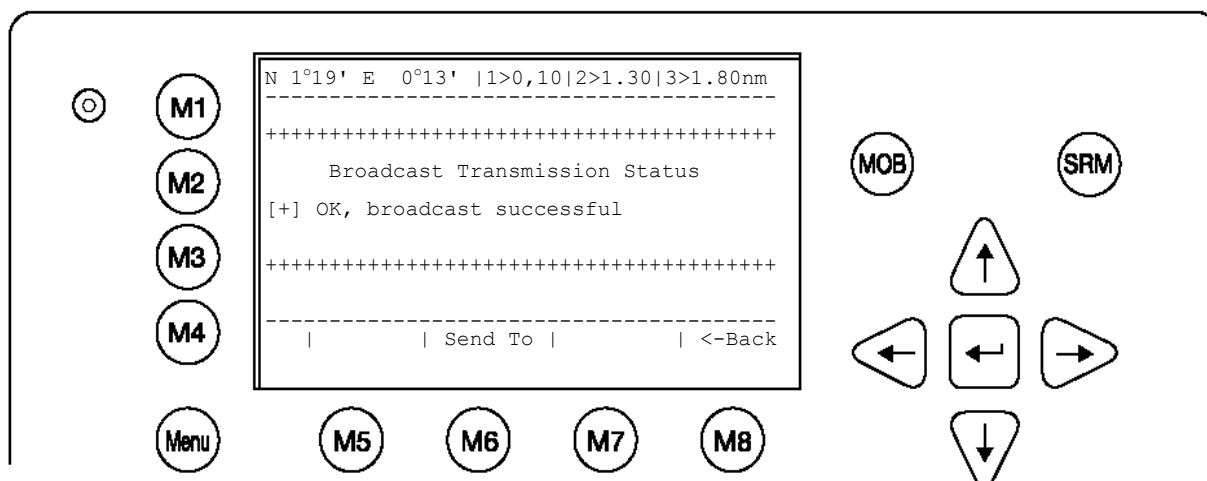 N 1°19' E  0°13' |1>0,10|2>1.30|3>1.80nm
----------------------------------------
++++++++++++++++++++++++++++++++++++++++
Broadcast Transmission Status
[+] OK, broadcast successful
++++++++++++++++++++++++++++++++++++++++
----------------------------------------
|        | Send To |         | <-Back
M1
M2
M3
M4
Menu
M5
M6
M7
M8
MOB
SRM